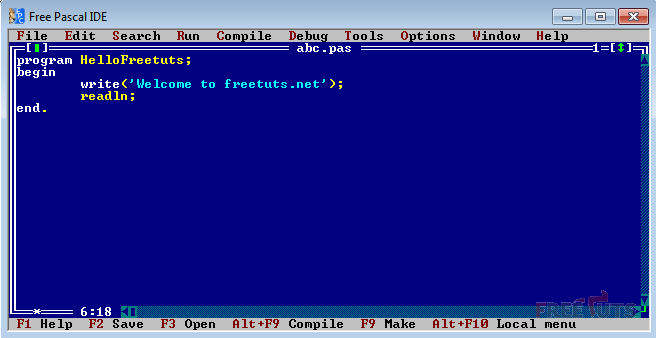 Free Pascal IDE
File Edit Search Run Compile Debug Tools Options Window Help
abc.pas 1=[↕]
program HelloFreetuts;
begin
write('Welcome to freetuts.net');
readln;
end.
* 6:18
FREETUTS
F1 Help F2 Save F3 Open Alt+F9 Compile F9 Make Alt+F10 Local menu